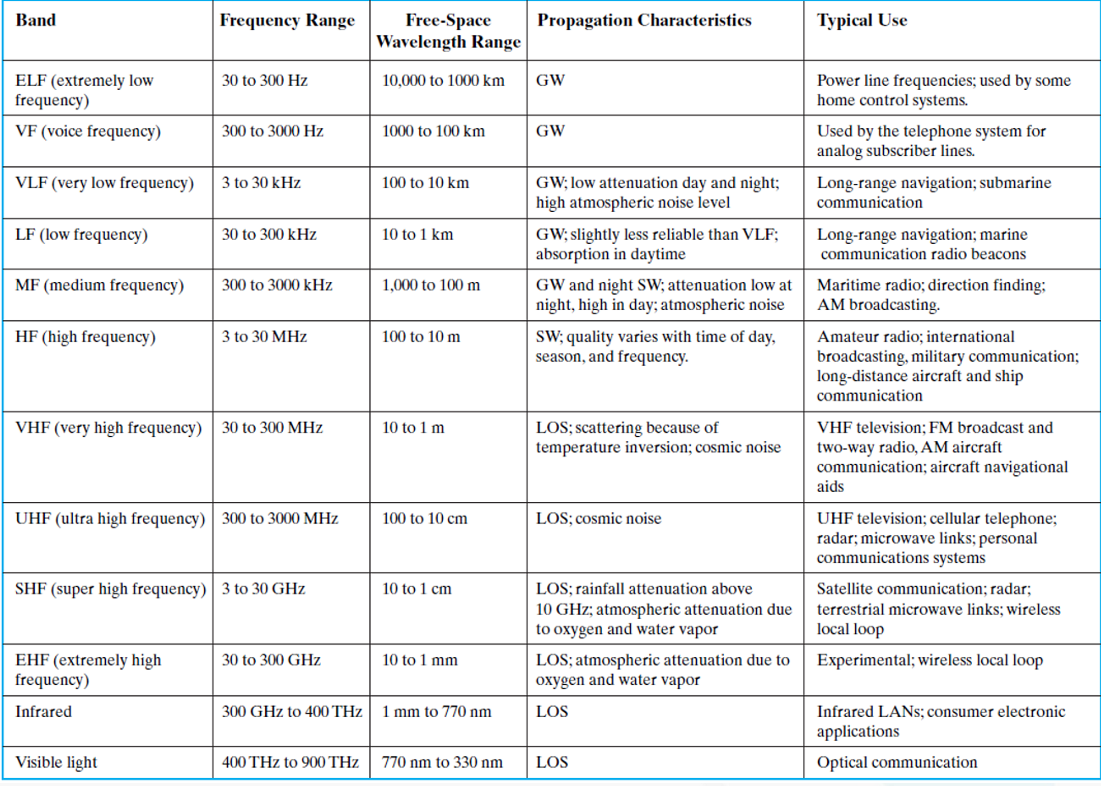 Band Frequency Range Free-Space Propagation Characteristics Typical Use
Wavelength Range
ELF (extremely low 30 to 300 Hz 10,000 to 1000 km GW Power line frequencies; used by some
frequency) home control systems.
VF (voice frequency) 300 to 3000 Hz 1000 to 100 km GW Used by the telephone system for
analog subscriber lines.
VLF (very low frequency) 3 to 30 kHz 100 to 10 km GW; low attenuation day and night; Long-range navigation; submarine
high atmospheric noise level communication
LF (low frequency) 30 to 300 kHz 10 to 1 km GW; slightly less reliable than VLF; Long-range navigation; marine
absorption in daytime communication radio beacons
MF (medium frequency) 300 to 3000 kHz 1,000 to 100 m GW and night SW; attenuation low at Maritime radio; direction finding;
night, high in day; atmospheric noise AM broadcasting.
HF (high frequency) 3 to 30 MHz 100 to 10 m SW; quality varies with time of day, Amateur radio; international
season, and frequency. broadcasting, military communication;
long-distance aircraft and ship
communication
VHF (very high frequency) 30 to 300 MHz 10 to 1 m LOS; scattering because of VHF television; FM broadcast and
temperature inversion; cosmic noise two-way radio, AM aircraft
communication; aircraft navigational
aids
UHF (ultra high frequency) 300 to 3000 MHz 100 to 10 cm LOS; cosmic noise UHF television; cellular telephone;
radar; microwave links; personal
communications systems
SHF (super high frequency) 3 to 30 GHz 10 to 1 cm LOS; rainfall attenuation above Satellite communication; radar;
10 GHz; atmospheric attenuation due terrestrial microwave links; wireless
to oxygen and water vapor local loop
EHF (extremely high 30 to 300 GHz 10 to 1 mm LOS; atmospheric attenuation due to Experimental; wireless local loop
frequency) oxygen and water vapor
Infrared 300 GHz to 400 THz 1 mm to 770 nm LOS Infrared LANs; consumer electronic
applications
Visible light 400 THz to 900 THz 770 nm to 330 nm LOS Optical communication